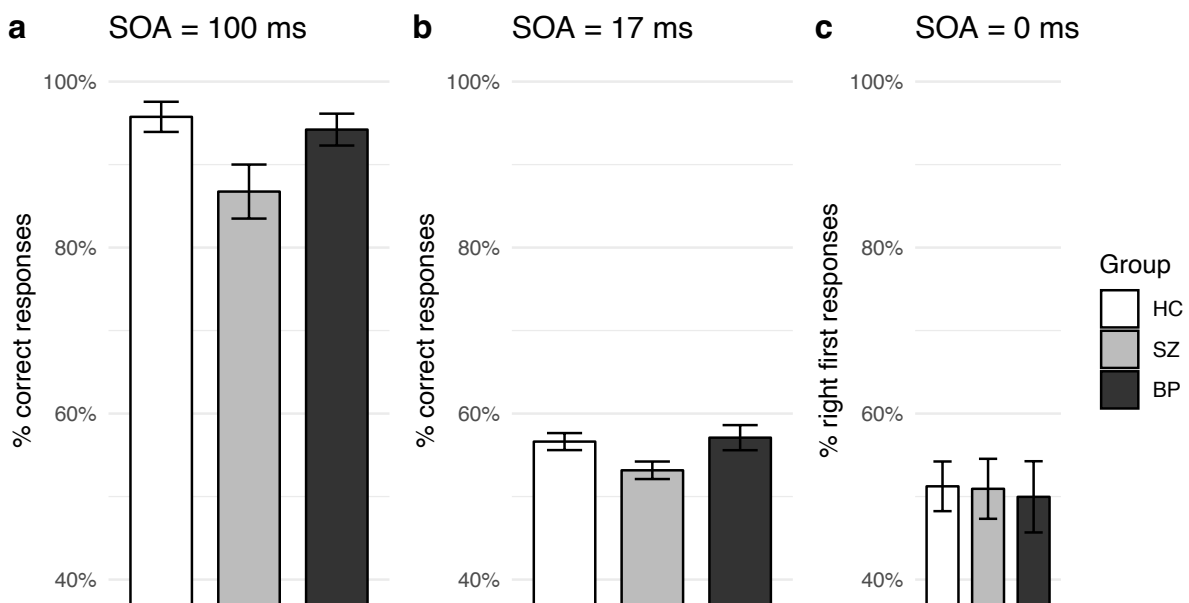 a SOA = 100 ms
% correct responses
100%
80%
60%
40%
b SOA = 17 ms
% correct responses
100%
80%
60%
40%
c SOA = 0 ms
% right first responses
100%
80%
60%
40%
Group
HC
SZ
BP